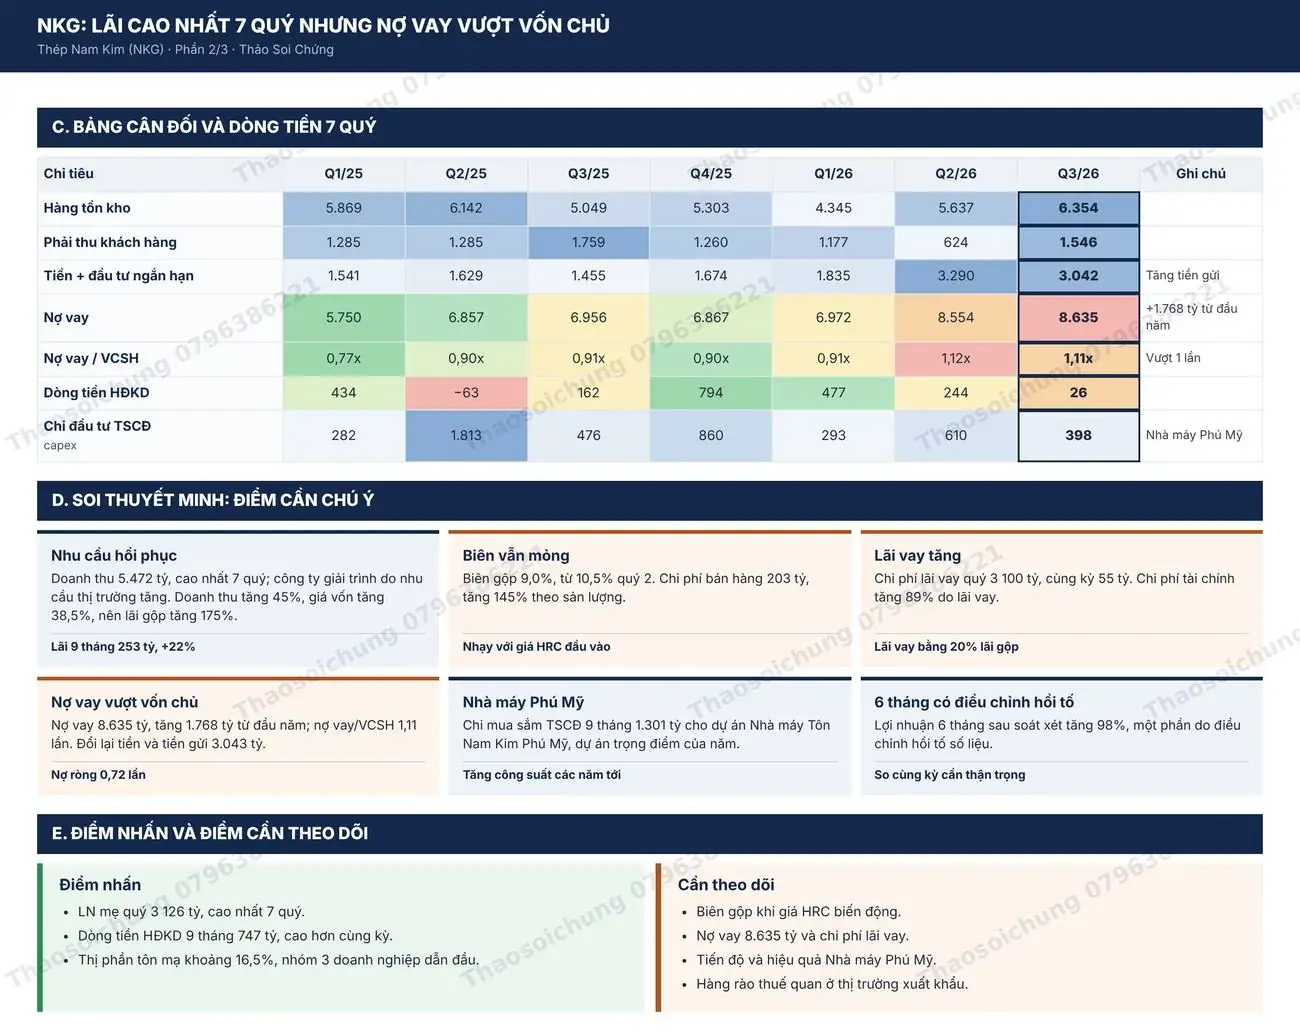 NKG: LÃI CAO NHẤT 7 QUÝ NHƯNG NỢ VAY VƯỢT VỐN CHỦ
Thép Nam Kim (NKG) · Phần 2/3 · Thảo Soi Chứng
C. BẢNG CÂN ĐỐI VÀ DÒNG TIỀN 7 QUÝ
Chỉ tiêu Q1/25 Q2/25 Q3/25 Q4/25 Q1/26 Q2/26 Q3/26 Ghi chú
Hàng tồn kho 5.869 6.142 5.049 5.303 4.345 5.637 6.354
Phải thu khách hàng 1.285 1.285 1.759 1.260 1.177 624 1.546
Tiền + đầu tư ngắn hạn 1.541 1.629 1.455 1.674 1.835 3.290 3.042 Tăng tiền gửi
Nợ vay 5.750 6.857 6.956 6.867 6.972 8.554 8.635 +1.768 tỷ từ đầu
năm
Nợ vay / VCSH 0,77x 0,90x 0,91x 0,90x 0,91x 1,12x 1,11x Vượt 1 lần
Dòng tiền HĐKD 434 −63 162 794 477 244 26
Chi đầu tư TSCĐ 282 1.813 476 860 293 610 398 Nhà máy Phú Mỹ
capex
D. SOI THUYẾT MINH: ĐIỂM CẦN CHÚ Ý
Nhu cầu hồi phục
Doanh thu 5.472 tỷ, cao nhất 7 quý; công ty giải trình do nhu
cầu thị trường tăng. Doanh thu tăng 45%, giá vốn tăng
38,5%, nên lãi gộp tăng 175%.
Lãi 9 tháng 253 tỷ, +22%
Biên vẫn mỏng
Biên gộp 9,0%, từ 10,5% quý 2. Chi phí bán hàng 203 tỷ,
tăng 145% theo sản lượng.
Nhạy với giá HRC đầu vào
Lãi vay tăng
Chi phí lãi vay quý 3 100 tỷ, cùng kỳ 55 tỷ. Chi phí tài chính
tăng 89% do lãi vay.
Lãi vay bằng 20% lãi gộp
Nợ vay vượt vốn chủ
Nợ vay 8.635 tỷ, tăng 1.768 tỷ từ đầu năm; nợ vay/VCSH 1,11
lần. Đổi lại tiền và tiền gửi 3.043 tỷ.
Nợ ròng 0,72 lần
Nhà máy Phú Mỹ
Chi mua sắm TSCĐ 9 tháng 1.301 tỷ cho dự án Nhà máy Tôn
Nam Kim Phú Mỹ, dự án trọng điểm của năm.
Tăng công suất các năm tới
6 tháng có điều chỉnh hồi tố
Lợi nhuận 6 tháng sau soát xét tăng 98%, một phần do điều
chỉnh hồi tố số liệu.
So cùng kỳ cần thận trọng
E. ĐIỂM NHẤN VÀ ĐIỂM CẦN THEO DÕI
Điểm nhấn
• LN mẹ quý 3 126 tỷ, cao nhất 7 quý.
• Dòng tiền HĐKD 9 tháng 747 tỷ, cao hơn cùng kỳ.
• Thị phần tôn mạ khoảng 16,5%, nhóm 3 doanh nghiệp dẫn đầu.
Cần theo dõi
• Biên gộp khi giá HRC biến động.
• Nợ vay 8.635 tỷ và chi phí lãi vay.
• Tiến độ và hiệu quả Nhà máy Phú Mỹ.
• Hàng rào thuế quan ở thị trường xuất khẩu.
Thaosoichung 0796386221